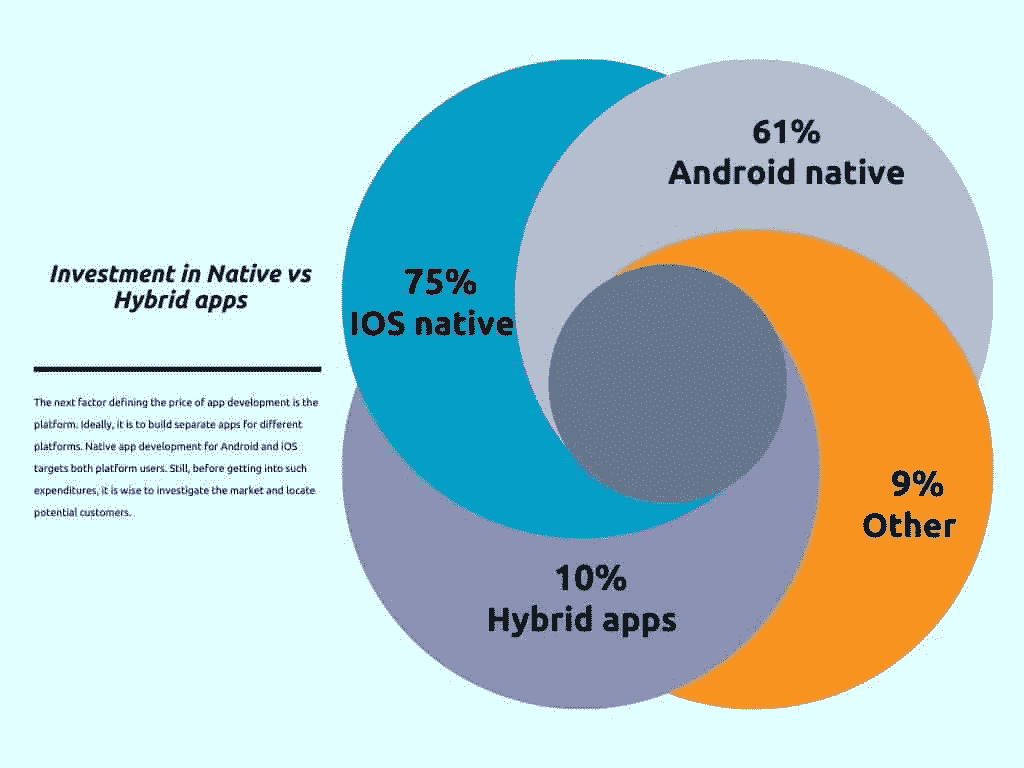 Investment in Native vs
Hybrid apps
The next factor defining the price of app development is the
platform. Ideally, it is to build separate apps for different
platforms. Native app development for Android and iOS
targets both platform users. Still, before getting into such
expenditures, it is wise to investigate the market and locate
potential customers.
75%
IOS native
61%
Android native
9%
Other
10%
Hybrid apps